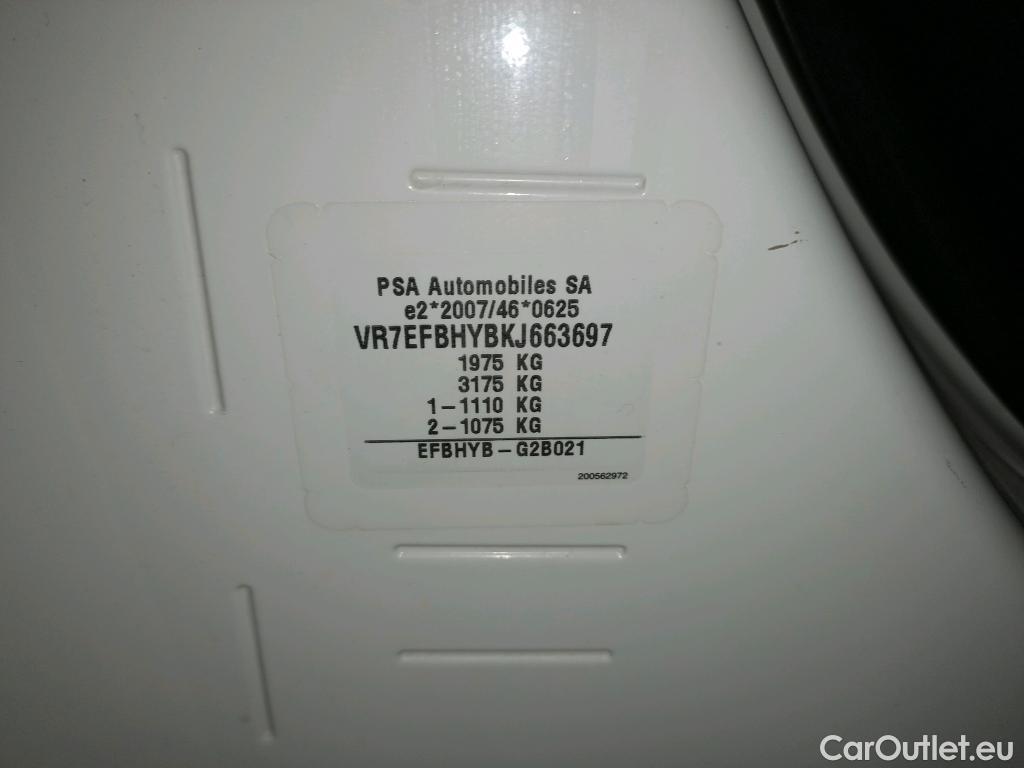 PSA Automobiles SA
e2*2007/46*0625
VR7EFBHYBKJ663697
1975 KG
3175 KG
1-1110 KG
2-1075 KG
EFBHYB-G2B021
200562972
CarOutlet.eu